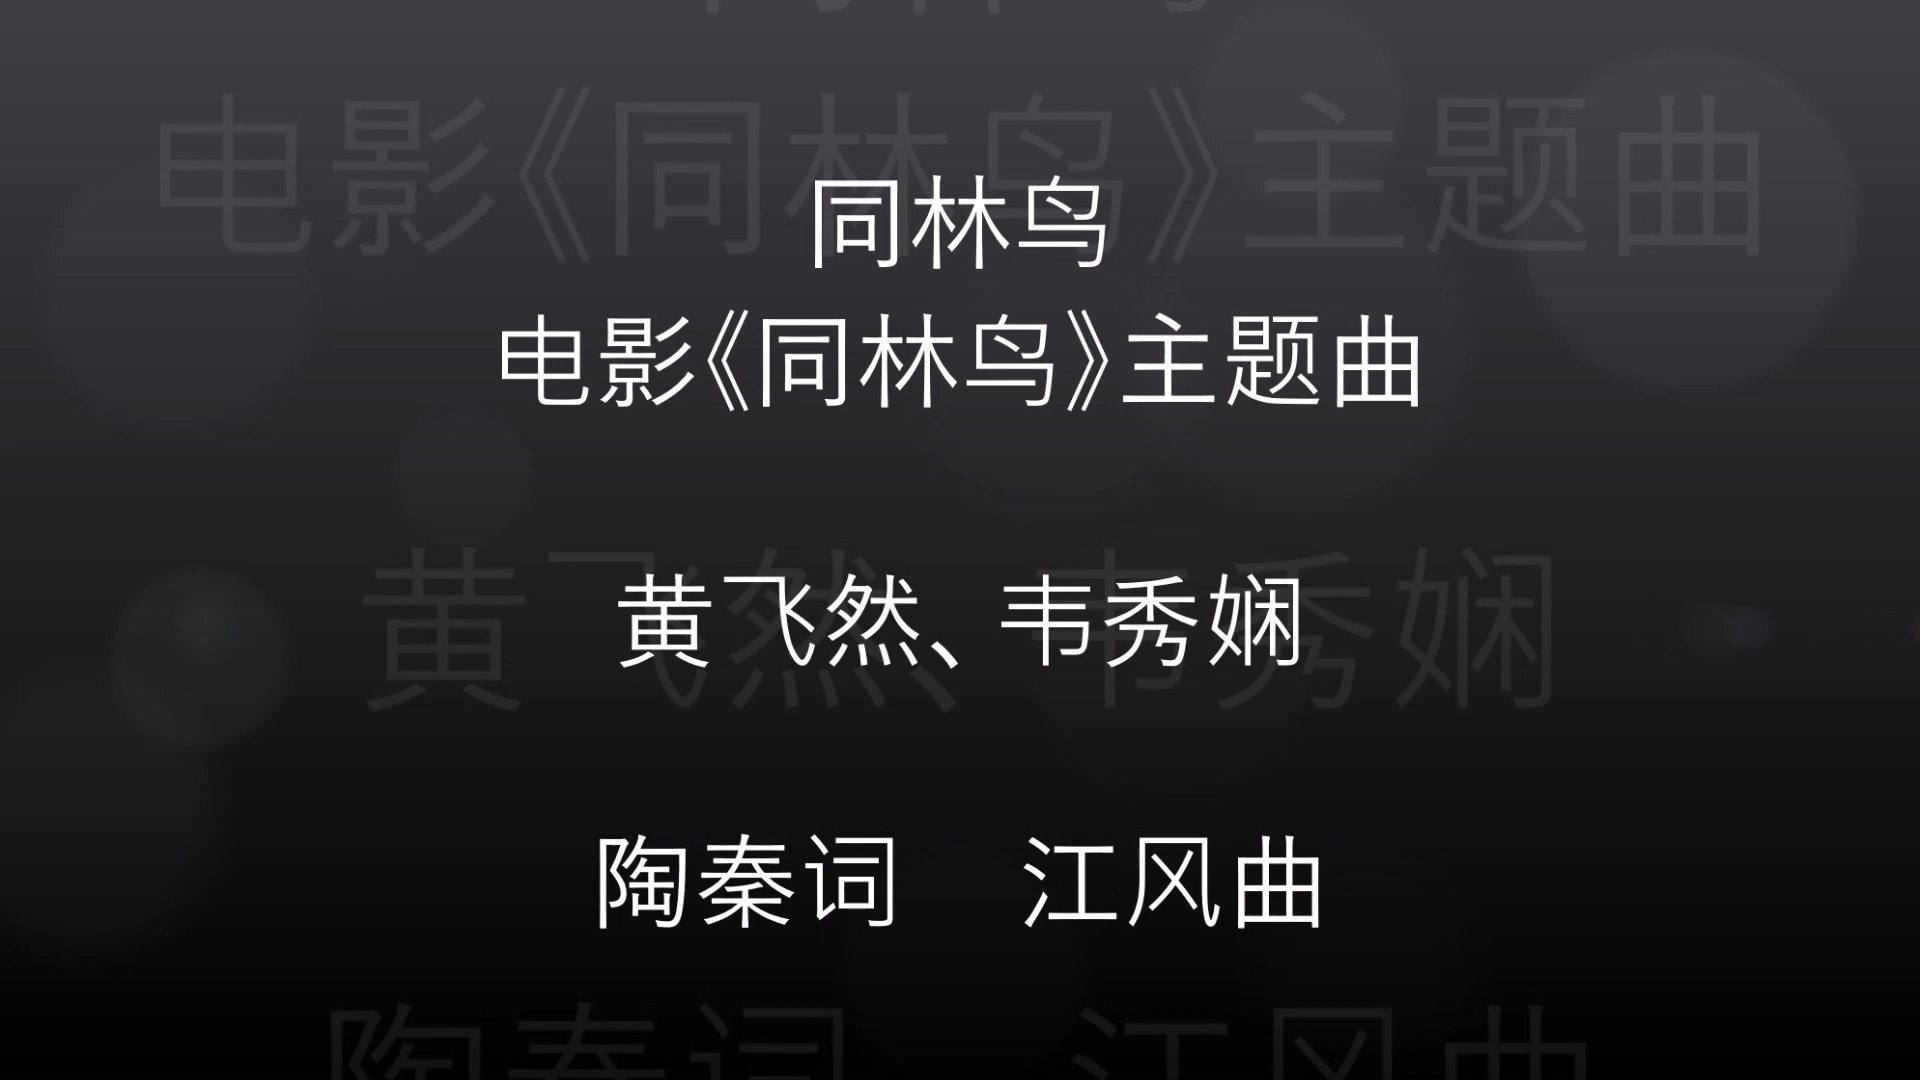 同林鸟
电影《同林鸟》主题曲
黄飞然、韦秀娴
陶秦词　江风曲